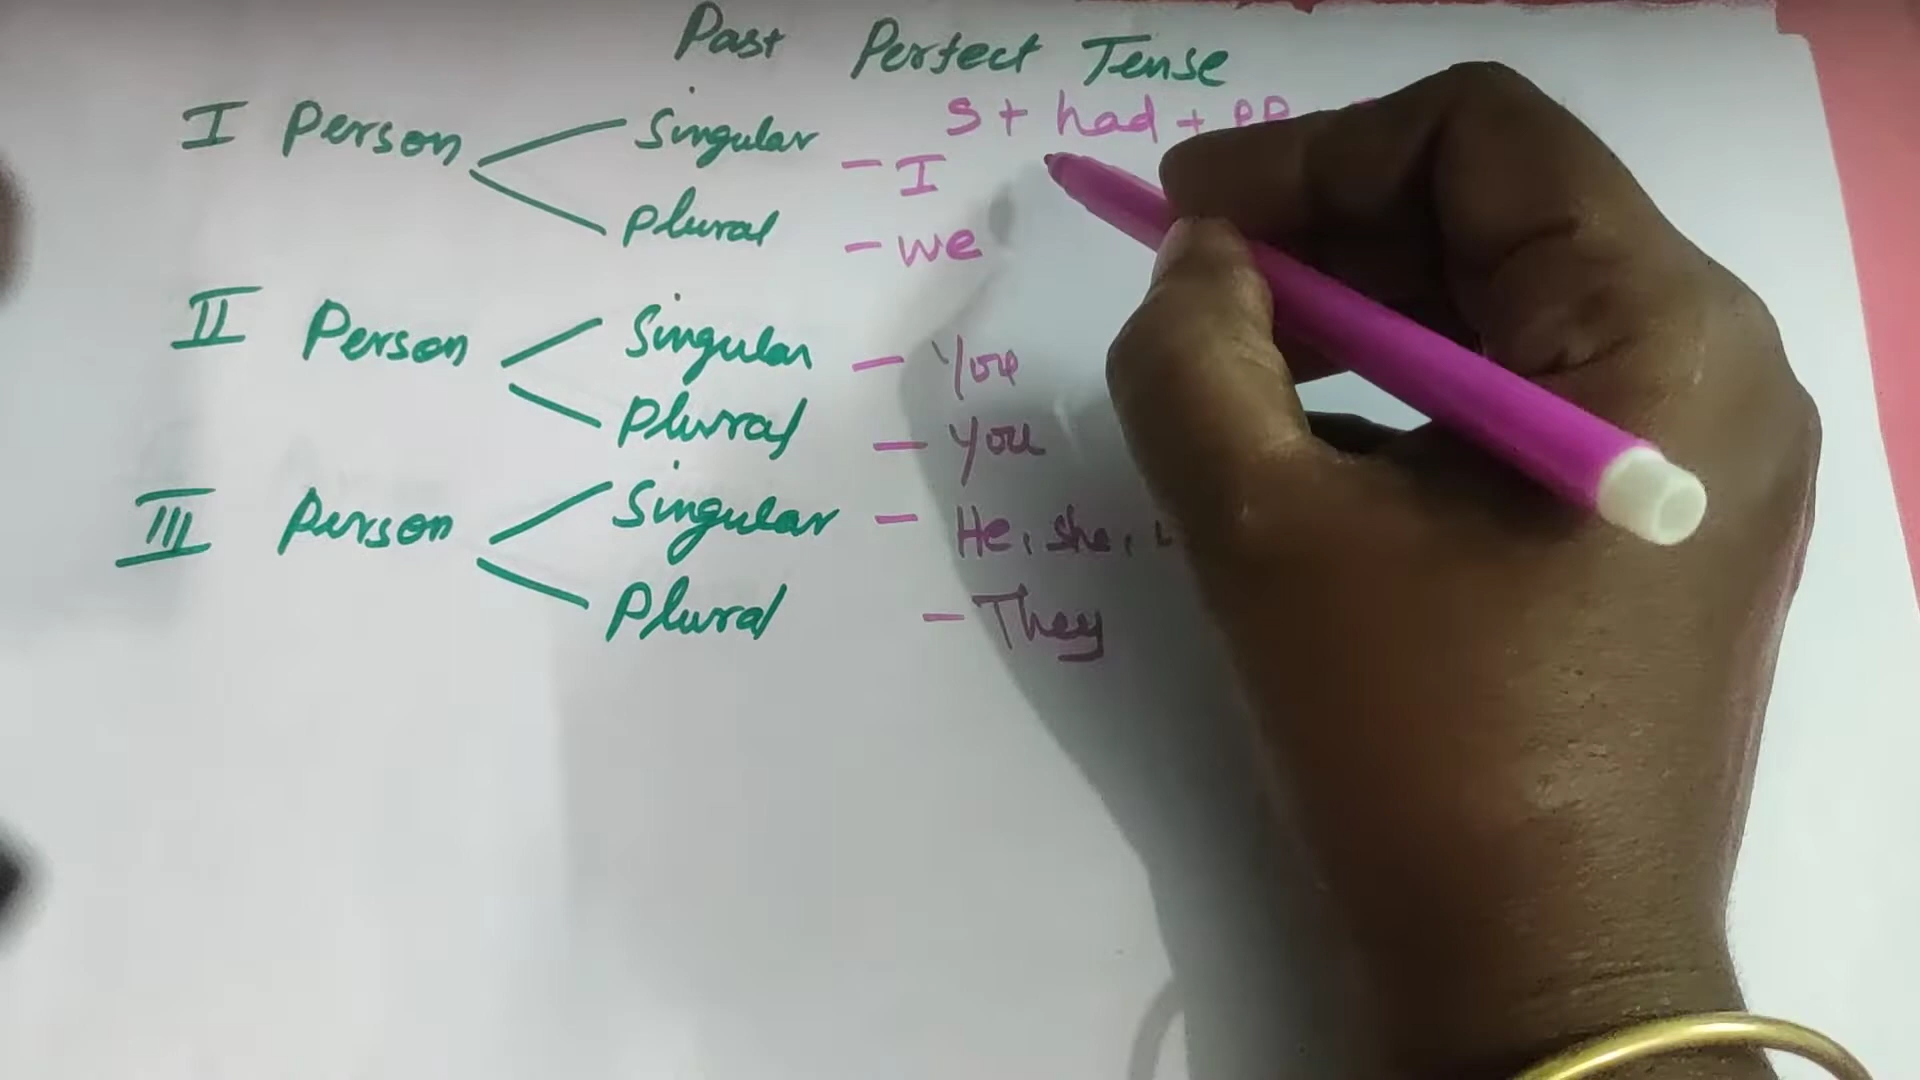 Past Perfect Tense
S + had + PP
I Person Singular - I
Plural - we
II Person Singular - You
Plural - You
III Person Singular - He, she,
Plural - They